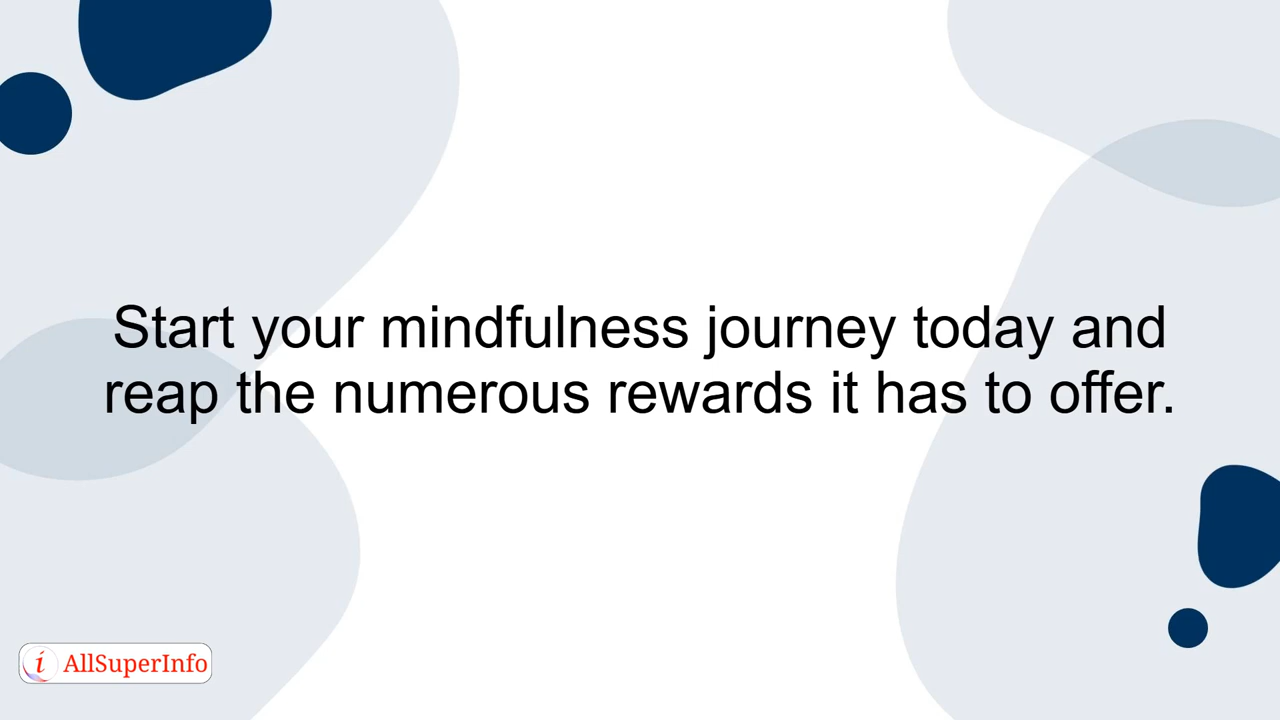 Start your mindfulness journey today and
reap the numerous rewards it has to offer.
i AllSuperInfo